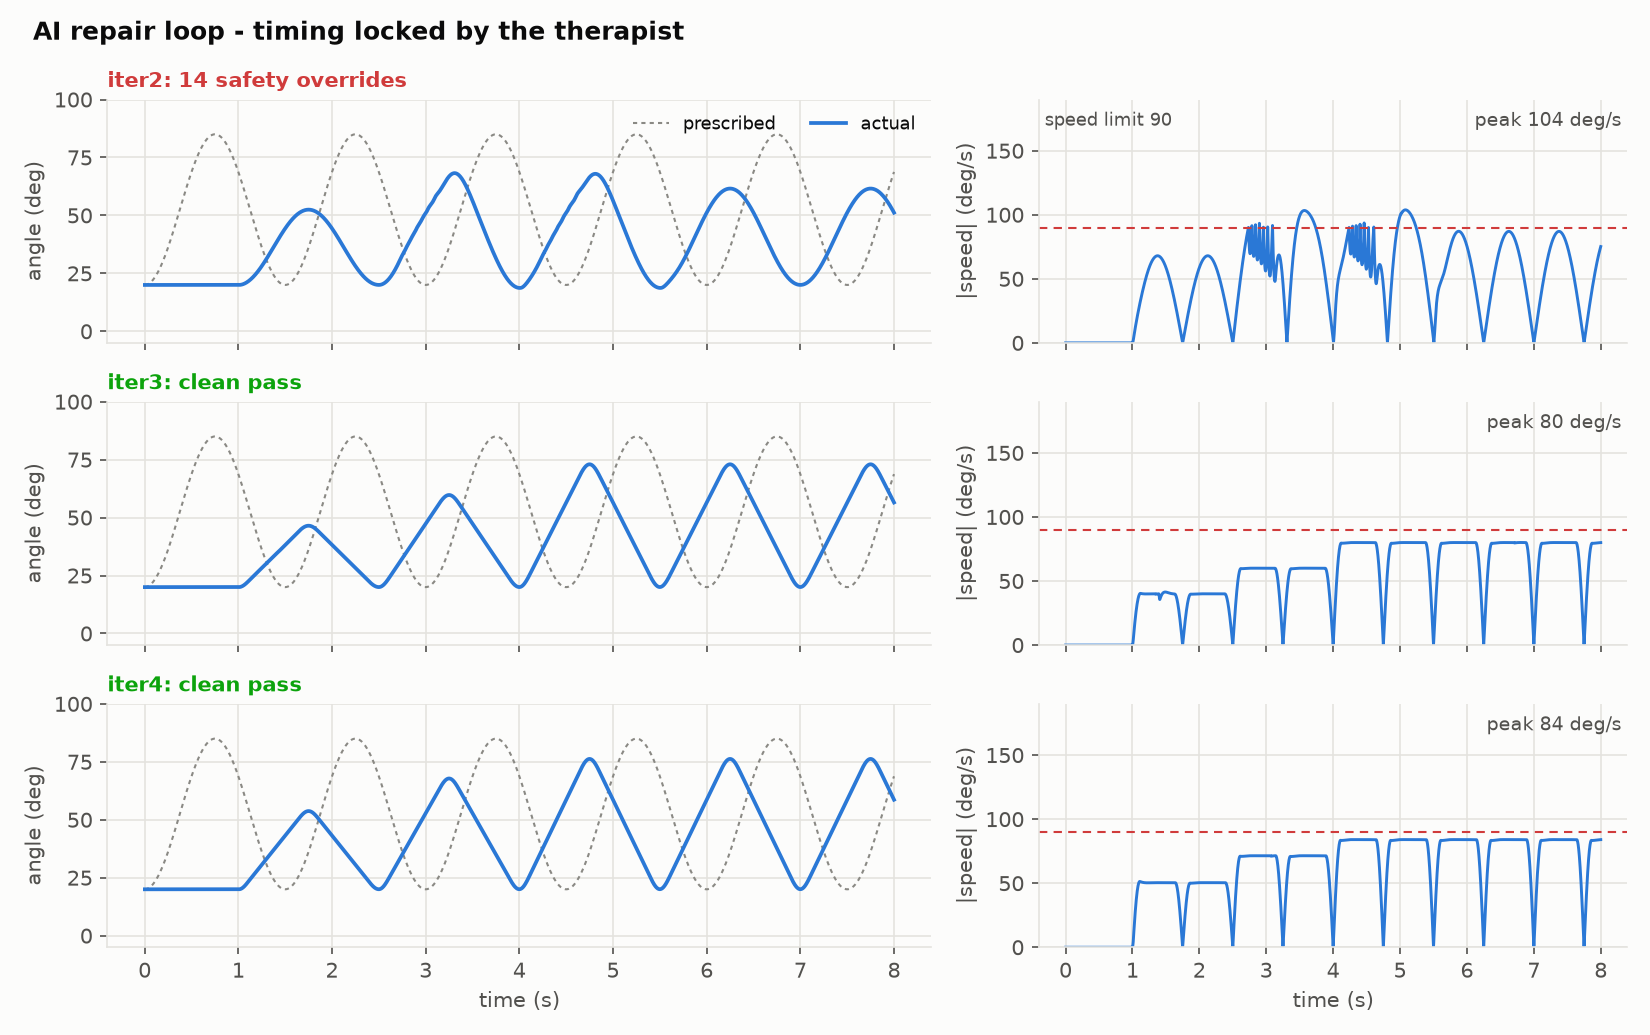 AI repair loop - timing locked by the therapist
iter2: 14 safety overrides
100
75
50
25
0
angle (deg)
prescribed
actual
speed limit 90
peak 104 deg/s
150
100
50
0
|speed| (deg/s)
iter3: clean pass
100
75
50
25
0
angle (deg)
peak 80 deg/s
150
100
50
0
|speed| (deg/s)
iter4: clean pass
100
75
50
25
0
angle (deg)
0 1 2 3 4 5 6 7 8
time (s)
peak 84 deg/s
150
100
50
0
|speed| (deg/s)
0 1 2 3 4 5 6 7 8
time (s)